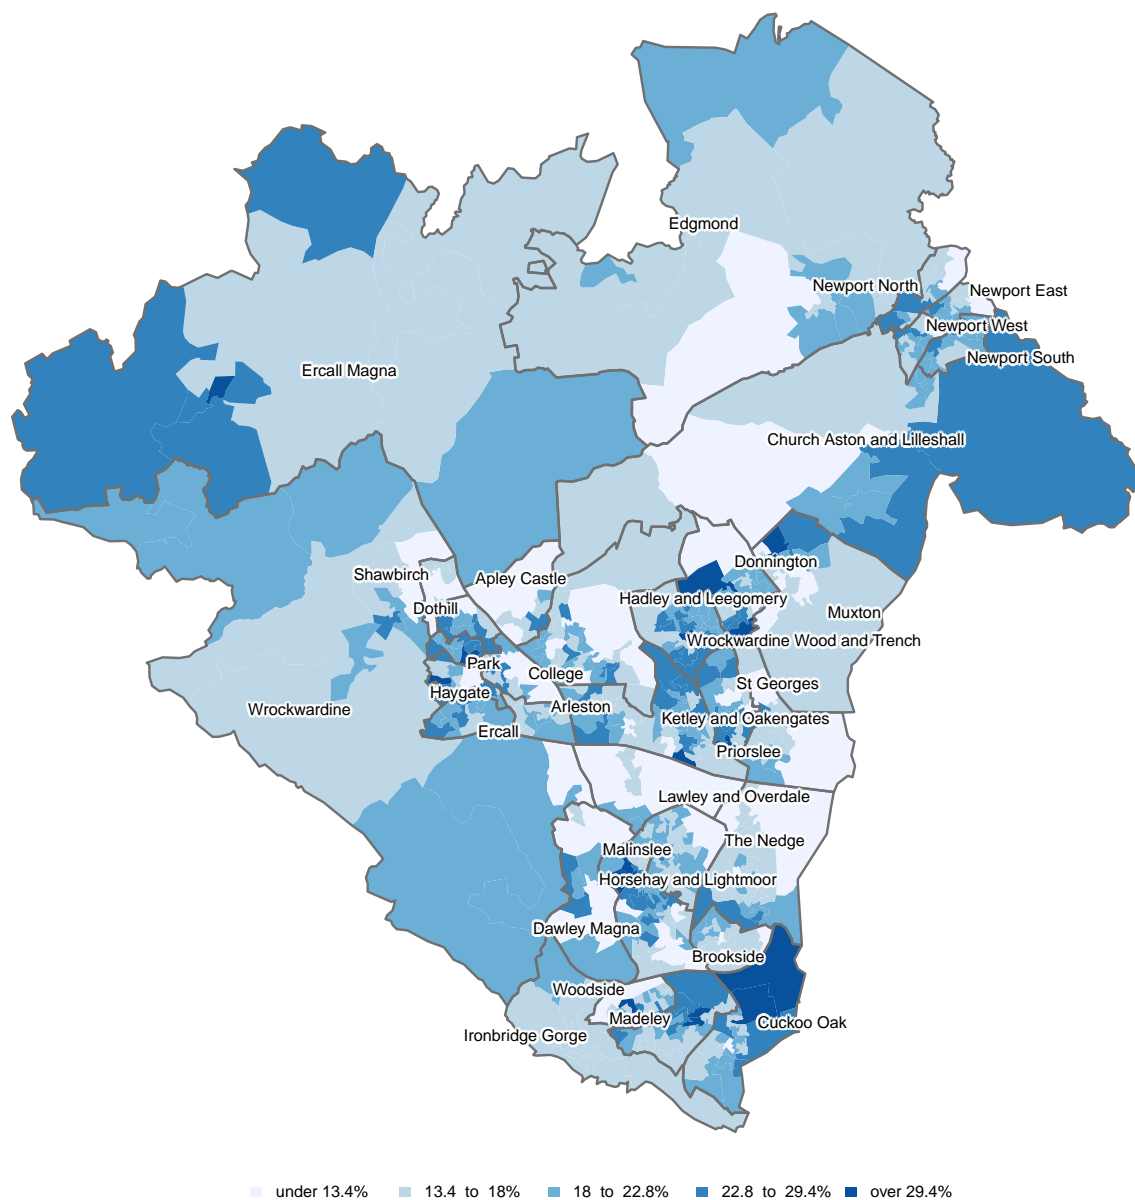 Edgmond
Newport North
Newport East
Newport West
Newport South
Ercall Magna
Church Aston and Lilleshall
Donnington
Shawbirch
Apley Castle
Hadley and Leegomery
Dothill
Muxton
Wrockwardine Wood and Trench
Park
College
St Georges
Haygate
Wrockwardine
Arleston
Ketley and Oakengates
Ercall
Priorslee
Lawley and Overdale
The Nedge
Malinslee
Horsehay and Lightmoor
Dawley Magna
Brookside
Woodside
Madeley
Cuckoo Oak
Ironbridge Gorge
under 13.4% 13.4 to 18% 18 to 22.8% 22.8 to 29.4% over 29.4%